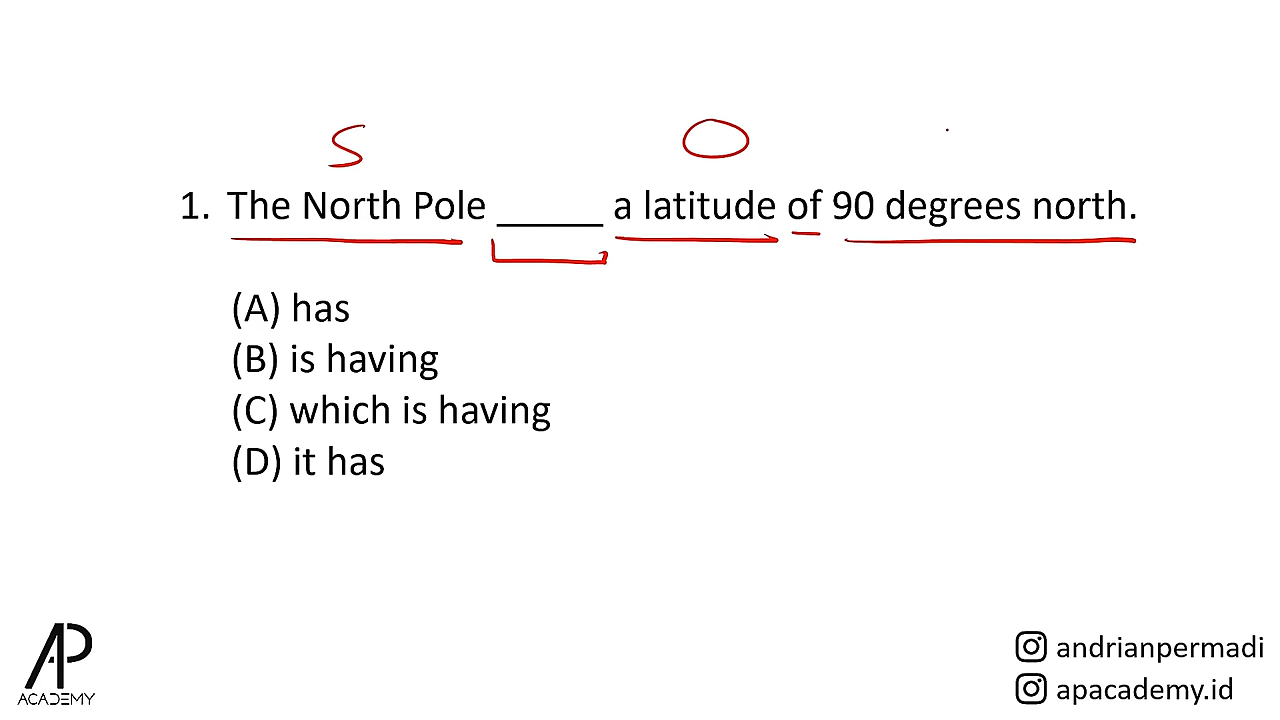 S O
1. The North Pole _____ a latitude of 90 degrees north.
(A) has
(B) is having
(C) which is having
(D) it has
AP
ACADEMY
andrianpermadi
apacademy.id